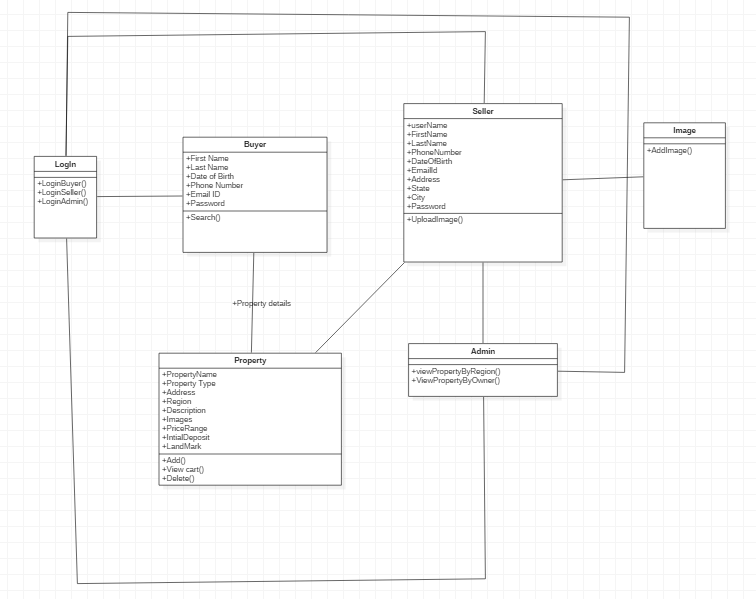 LogIn
+LoginBuyer()
+LoginSeller()
+LoginAdmin()
Buyer
+First Name
+Last Name
+Date of Birth
+Phone Number
+Email ID
+Password
+Search()
Seller
+userName
+FirstName
+LastName
+PhoneNumber
+DateOfBirth
+EmailId
+Address
+State
+City
+Password
+UploadImage()
Image
+AddImage()
+Property details
Property
+PropertyName
+Property Type
+Address
+Region
+Description
+Images
+PriceRange
+IntialDeposit
+LandMark
+Add()
+View cart()
+Delete()
Admin
+viewPropertyByRegion()
+ViewPropertyByOwner()